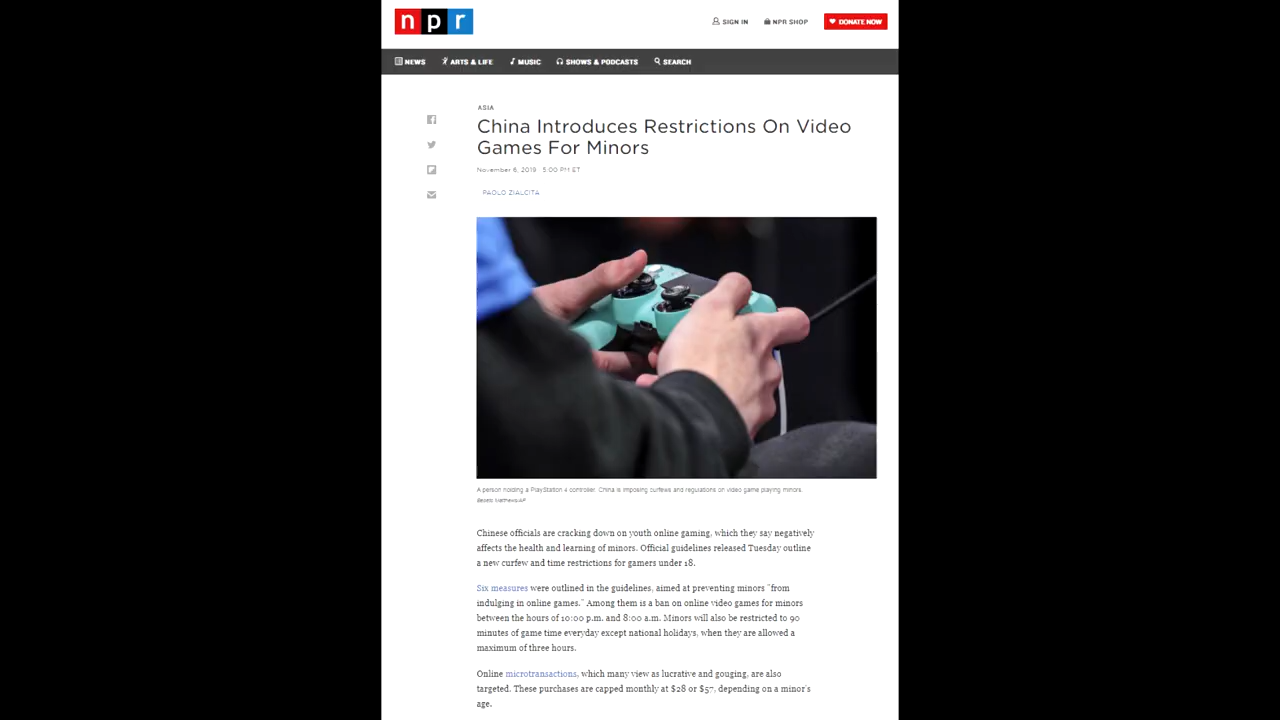 npr
SIGN IN
NPR SHOP
DONATE NOW
NEWS
ARTS & LIFE
MUSIC
SHOWS & PODCASTS
SEARCH
ASIA
China Introduces Restrictions On Video
Games For Minors
November 6, 2019 5:00 PM ET
PAOLO ZIALCITA
A person holding a PlayStation 4 controller. China is imposing curfews and regulations on video game playing minors.
Chinese officials are cracking down on youth online gaming, which they say negatively
affects the health and learning of minors. Official guidelines released Tuesday outline
a new curfew and time restrictions for gamers under 18.
Six measures were outlined in the guidelines, aimed at preventing minors "from
indulging in online games." Among them is a ban on online video games for minors
between the hours of 10:00 p.m. and 8:00 a.m. Minors will also be restricted to 90
minutes of game time everyday except national holidays, when they are allowed a
maximum of three hours.
Online microtransactions, which many view as lucrative and gouging, are also
targeted. These purchases are capped monthly at $28 or $57, depending on a minor's
age.